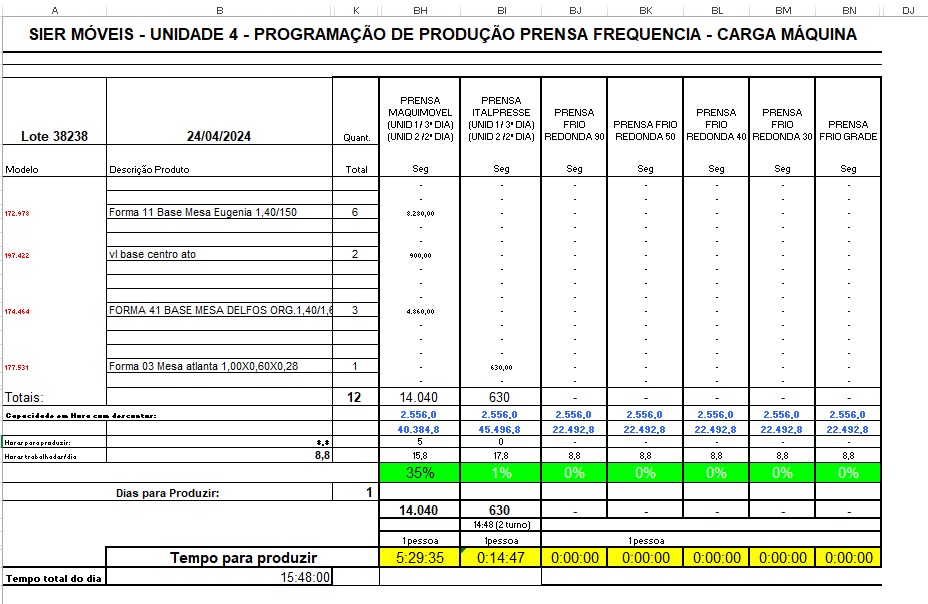 A B K BH BI BJ BK BL BM BN DJ
SIER MÓVEIS - UNIDADE 4 - PROGRAMAÇÃO DE PRODUÇÃO PRENSA FREQUENCIA - CARGA MÁQUINA
Lote 38238 24/04/2024 Quant. PRENSA MAQUIMOVEL (UNID 1 / 3ª DIA) (UNID 2 /2ª DIA) PRENSA ITALPRESSE (UNID 1 / 3ª DIA) (UNID 2 /2ª DIA) PRENSA FRIO REDONDA 90 PRENSA FRIO REDONDA 50 PRENSA FRIO REDONDA 40 PRENSA FRIO REDONDA 30 PRENSA FRIO GRADE
Modelo Descrição Produto Total Seg Seg Seg Seg Seg Seg Seg
- - - - - - -
- - - - - - -
172.978 Forma 11 Base Mesa Eugenia 1,40/150 6 8.280,00 - - - - - -
- - - - - - -
- - - - - - -
197.422 vl base centro ato 2 900,00 - - - - - -
- - - - - - -
- - - - - - -
- - - - - - -
174.464 FORMA 41 BASE MESA DELFOS ORG.1,40/1,6 3 4.860,00 - - - - - -
- - - - - - -
- - - - - - -
- - - - - - -
177.531 Forma 03 Mesa atlanta 1,00X0,60X0,28 1 - 630,00 - - - - -
- - - - - - -
Totais: 12 14.040 630 - - - - -
Capacidade em Hora com descontos: 2.556,0 2.556,0 2.556,0 2.556,0 2.556,0 2.556,0 2.556,0
40.384,8 45.496,8 22.492,8 22.492,8 22.492,8 22.492,8 22.492,8
Horas para produzir: 8,8 5 0 - - - - -
Horas trabalhadas/dia 8,8 15,8 17,8 8,8 8,8 8,8 8,8 8,8
35% 1% 0% 0% 0% 0% 0%
Dias para Produzir: 1
14.040 630 - - - - -
14:48 (2 turno)
1 pessoa 1 pessoa 1 pessoa
Tempo para produzir 5:29:35 0:14:47 0:00:00 0:00:00 0:00:00 0:00:00 0:00:00
Tempo total do dia 15:48:00